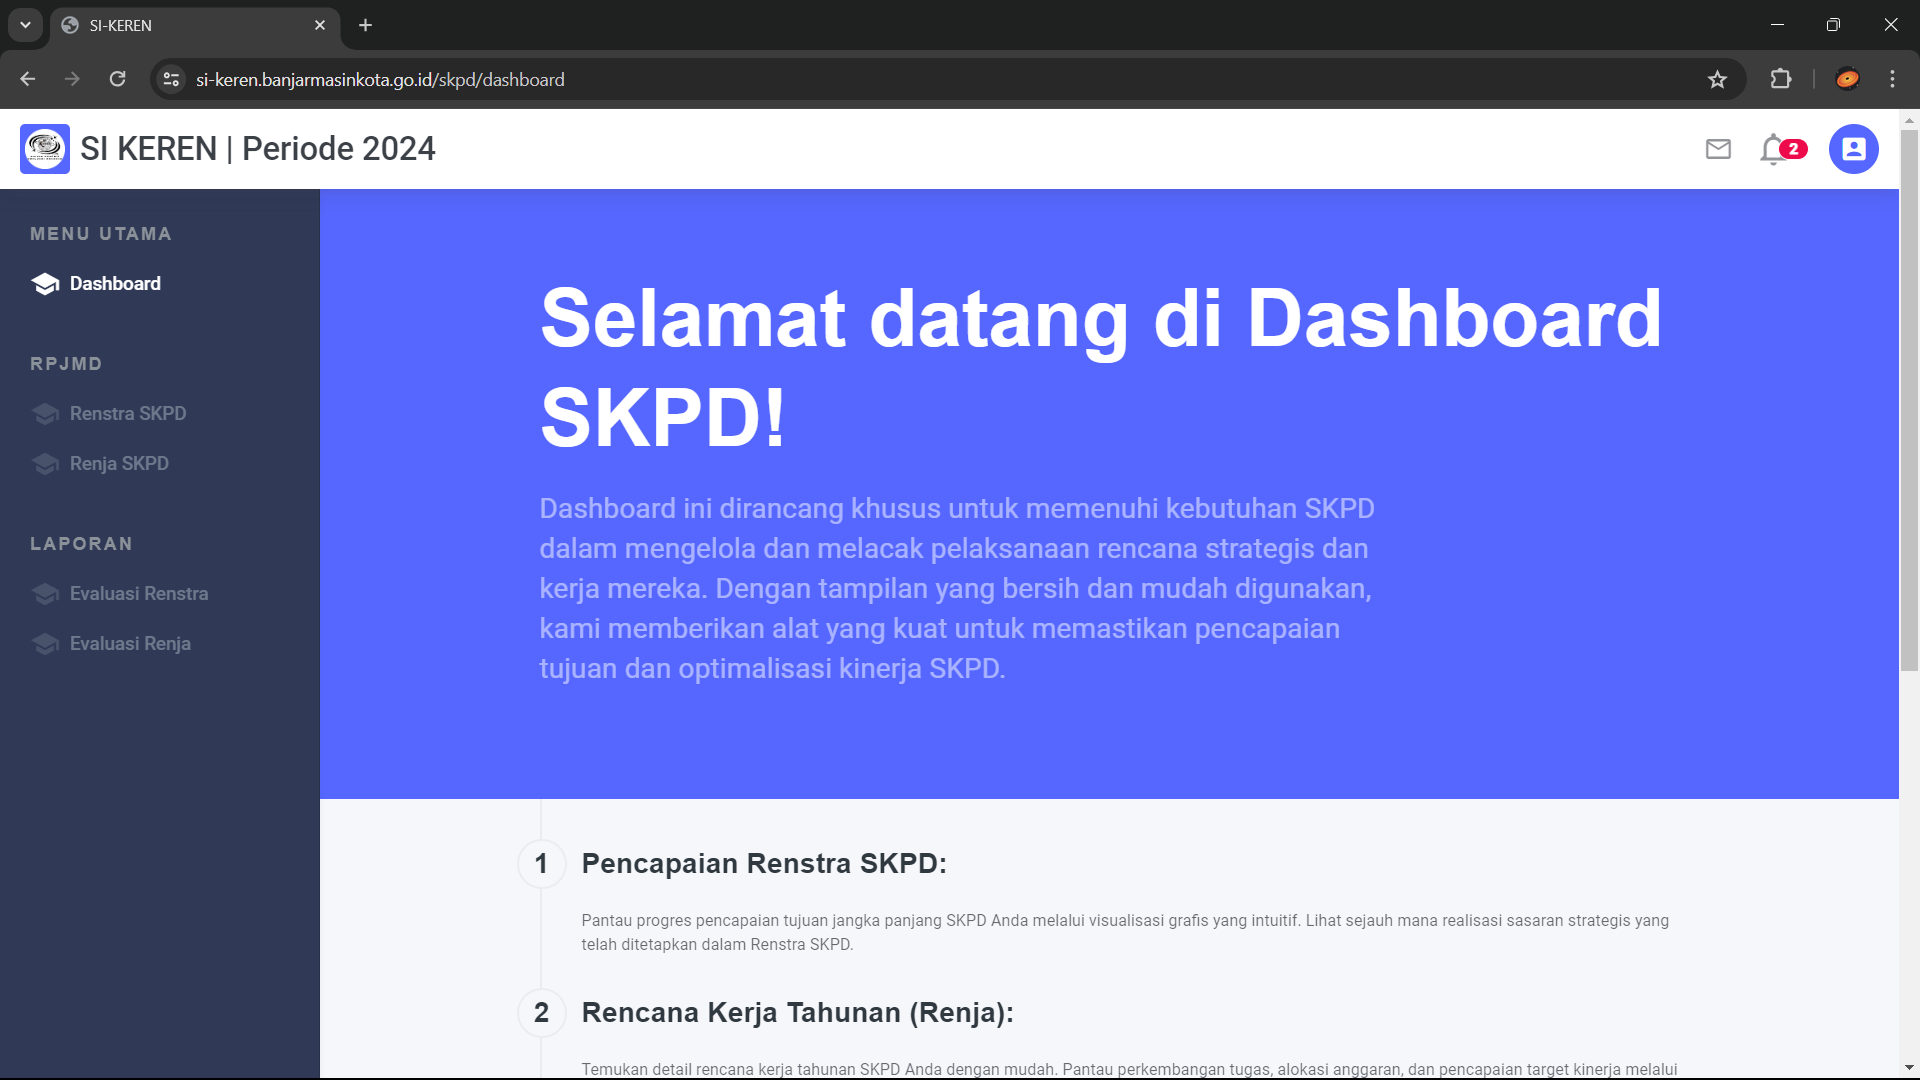 SI-KEREN
si-keren.banjarmasinkota.go.id/skpd/dashboard
SI KEREN | Periode 2024
2
MENU UTAMA
Dashboard
RPJMD
Renstra SKPD
Renja SKPD
LAPORAN
Evaluasi Renstra
Evaluasi Renja
Selamat datang di Dashboard
SKPD!
Dashboard ini dirancang khusus untuk memenuhi kebutuhan SKPD
dalam mengelola dan melacak pelaksanaan rencana strategis dan
kerja mereka. Dengan tampilan yang bersih dan mudah digunakan,
kami memberikan alat yang kuat untuk memastikan pencapaian
tujuan dan optimalisasi kinerja SKPD.
1 Pencapaian Renstra SKPD:
Pantau progres pencapaian tujuan jangka panjang SKPD Anda melalui visualisasi grafis yang intuitif. Lihat sejauh mana realisasi sasaran strategis yang
telah ditetapkan dalam Renstra SKPD.
2 Rencana Kerja Tahunan (Renja):
Temukan detail rencana kerja tahunan SKPD Anda dengan mudah. Pantau perkembangan tugas, alokasi anggaran, dan pencapaian target kinerja melalui